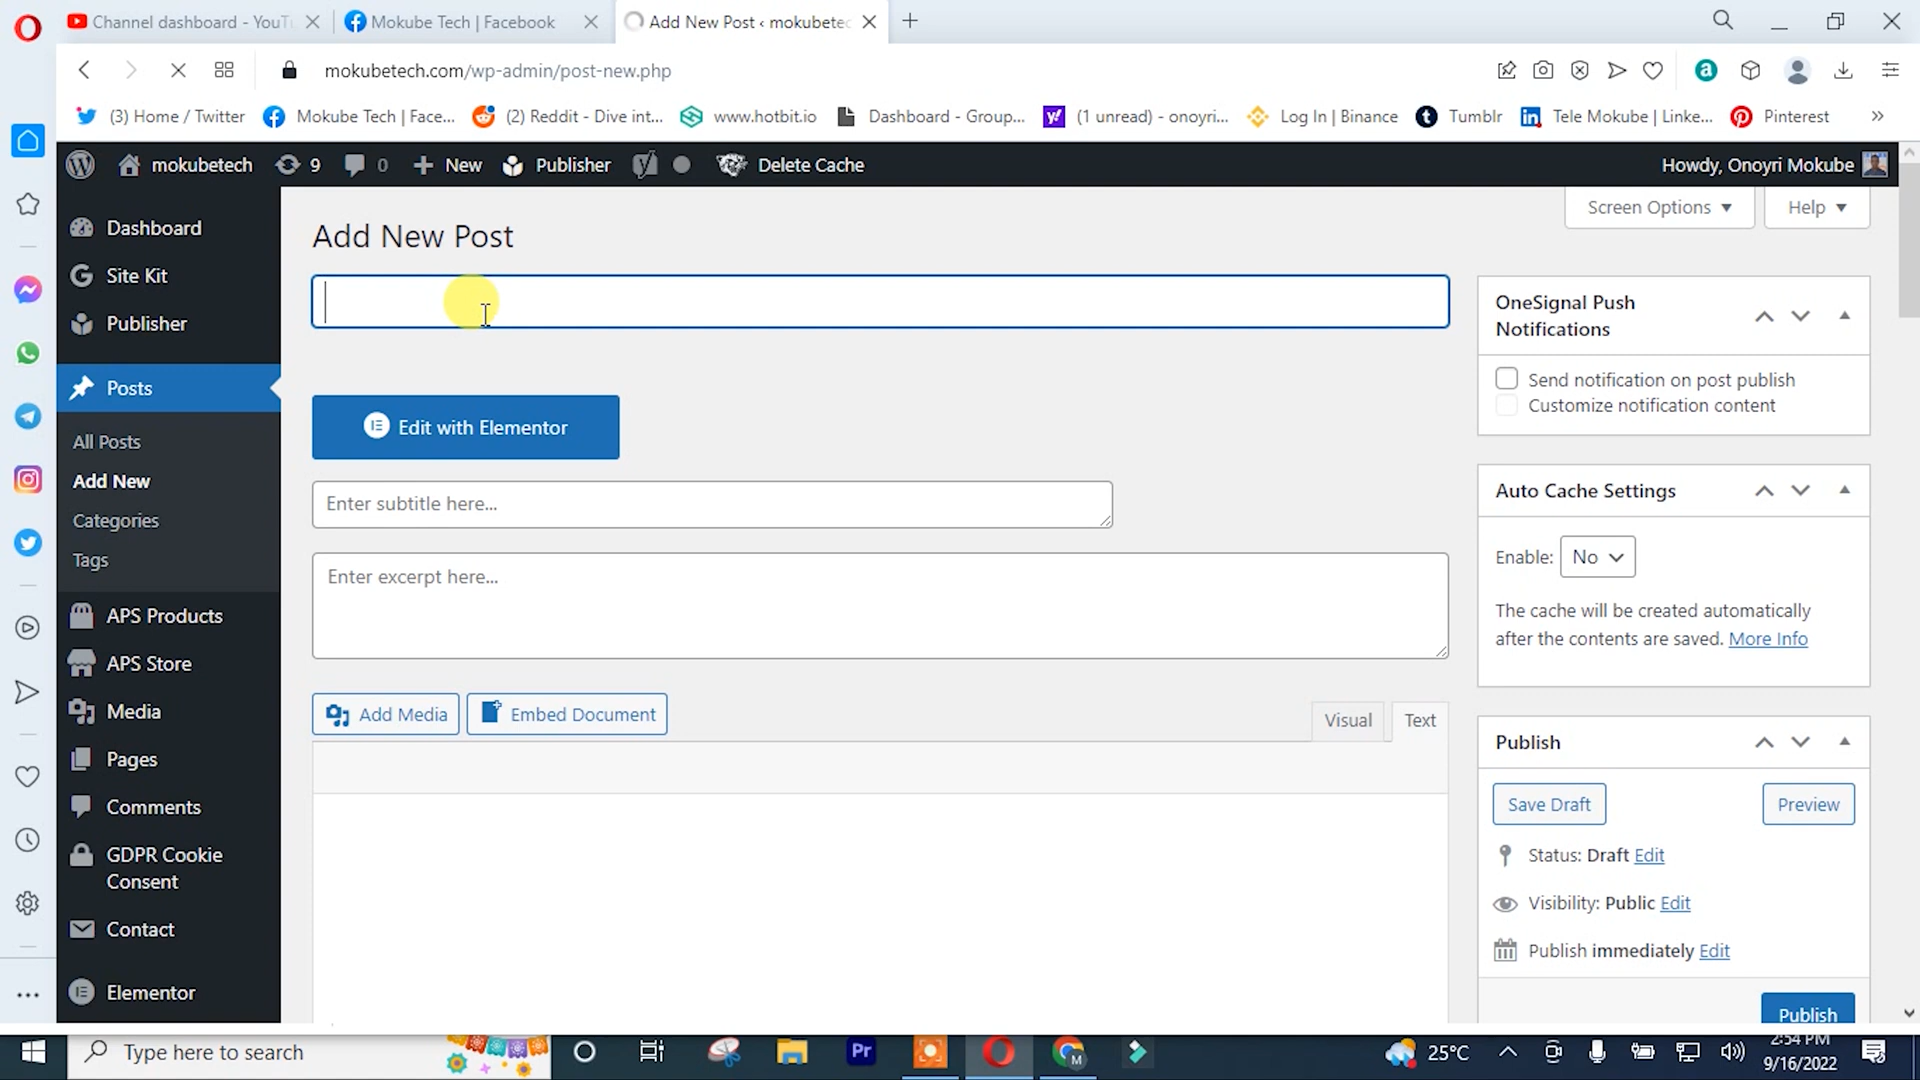 Channel dashboard - YouTu
Mokube Tech | Facebook
Add New Post ‹ mokubetec
mokubetech.com/wp-admin/post-new.php
(3) Home / Twitter
Mokube Tech | Face...
(2) Reddit - Dive int...
www.hotbit.io
Dashboard - Group...
(1 unread) - onoyri...
Log In | Binance
Tumblr
Tele Mokube | Linke...
Pinterest
»
mokubetech
9
0
New
Publisher
Delete Cache
Howdy, Onoyri Mokube
Dashboard
Site Kit
Publisher
Posts
All Posts
Add New
Categories
Tags
APS Products
APS Store
Media
Pages
Comments
GDPR Cookie
Consent
Contact
Elementor
Screen Options
Help
Add New Post
Edit with Elementor
Enter subtitle here...
Enter excerpt here...
Add Media
Embed Document
Visual
Text
OneSignal Push
Notifications
Send notification on post publish
Customize notification content
Auto Cache Settings
Enable: No
The cache will be created automatically
after the contents are saved. More Info
Publish
Save Draft
Preview
Status: Draft Edit
Visibility: Public Edit
Publish immediately Edit
Publish
Type here to search
Pr
M
25°C
2:54 PM
9/16/2022